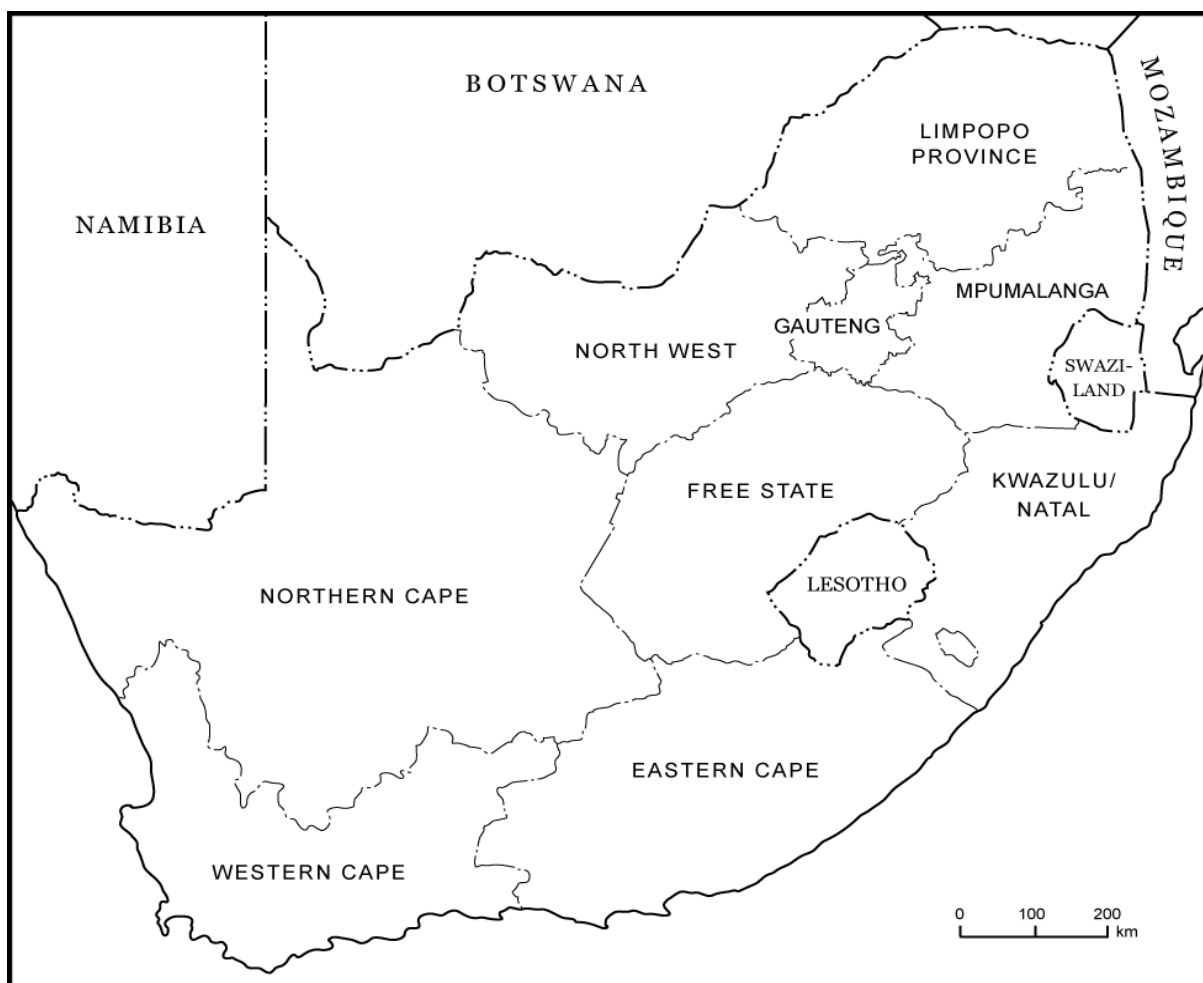 BOTSWANA
MOZAMBIQUE
LIMPOPO
PROVINCE
NAMIBIA
MPUMALANGA
GAUTENG
NORTH WEST
SWAZI-
LAND
FREE STATE
KWAZULU/
NATAL
LESOTHO
NORTHERN CAPE
EASTERN CAPE
WESTERN CAPE
0 100 200
km